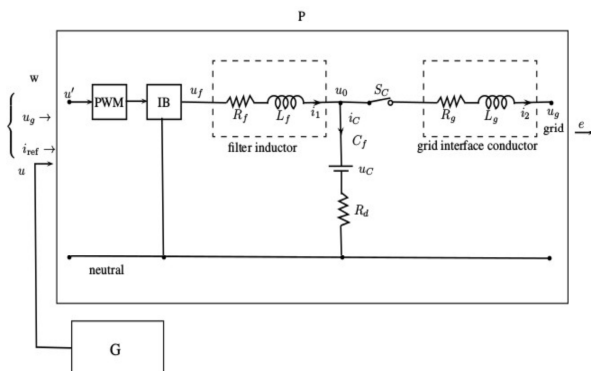 P
w
u'
PWM
IB
u_f
R_f
L_f
i_1
u_0
S_C
R_g
L_g
i_2
u_g
grid
u_g →
i_ref →
u
i_C
C_f
u_C
R_d
filter inductor
grid interface conductor
e
neutral
G